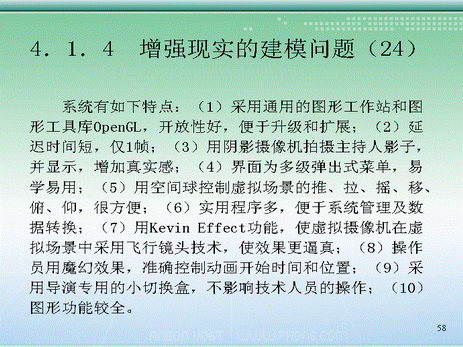 4．1．4 增强现实的建模问题（24）
系统有如下特点：（1）采用通用的图形工作站和图
形工具库OpenGL，开放性好，便于升级和扩展；（2）延
迟时间短，仅1帧；（3）用阴影摄像机拍摄主持人影子，
并显示，增加真实感；（4）界面为多级弹出式菜单，易
学易用；（5）用空间球控制虚拟场景的推、拉、摇、移、
俯、仰，很方便；（6）实用程序多，便于系统管理及数
据转换；（7）用Kevin Effect功能，使虚拟摄像机在虚
拟场景中采用飞行镜头技术，使效果更逼真；（8）操作
员用魔幻效果，准确控制动画开始时间和位置；（9）采
用导演专用的小切换盒，不影响技术人员的操作；（10）
图形功能较全。
58